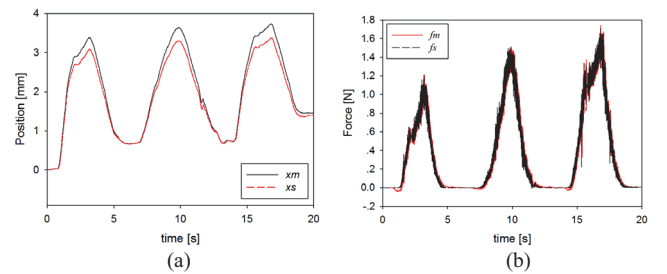 4
3
2
1
0
Position [mm]
xm
xs
0 5 10 15 20
time [s]
(a)
1.8
1.6
1.4
1.2
1.0
.8
.6
.4
.2
0.0
-.2
Force [N]
fm
fs
0 5 10 15 20
time [s]
(b)